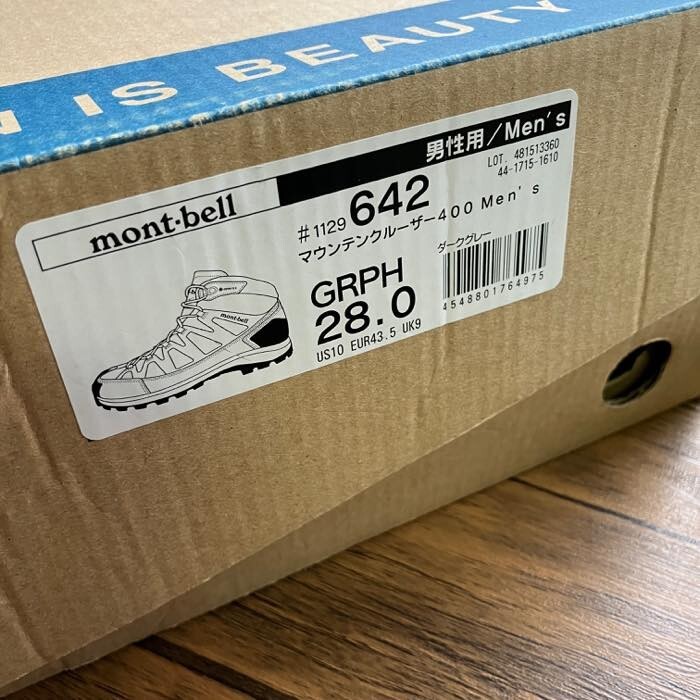 N IS BEAUTY
男性用/Men's
mont-bell
LOT. 481513360
44-1715-1610
#1129 642
マウンテンクルーザー400 Men's
GRPH
ダークグレー
28.0
4548801764975
US10 EUR43.5 UK9
mont-bell